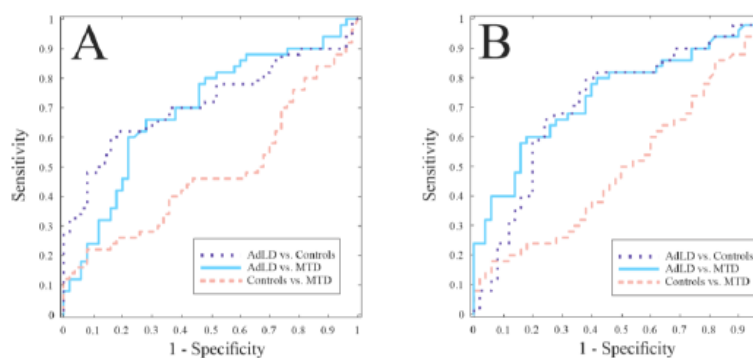 A
1
0.9
0.8
0.7
0.6
0.5
0.4
0.3
0.2
0.1
0
Sensitivity
AdLD vs. Controls
AdLD vs. MTD
Controls vs. MTD
0.1 0.2 0.3 0.4 0.5 0.6 0.7 0.8 0.9 1
1 - Specificity
B
1
0.9
0.8
0.7
0.6
0.5
0.4
0.3
0.2
0.1
0
Sensitivity
AdLD vs. Controls
AdLD vs. MTD
Controls vs. MTD
0 0.1 0.2 0.3 0.4 0.5 0.6 0.7 0.8 0.9
1 - Specificity